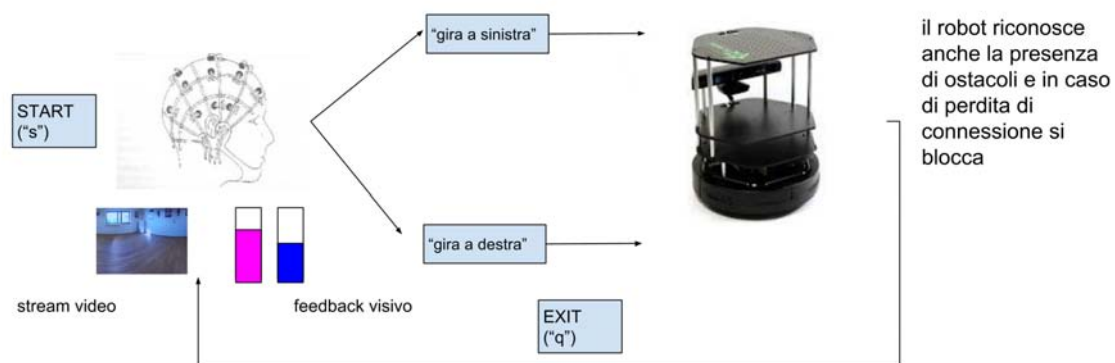 START
("s")
“gira a sinistra”
“gira a destra”
il robot riconosce
anche la presenza
di ostacoli e in caso
di perdita di
connessione si
blocca
stream video
feedback visivo
EXIT
(“q”)